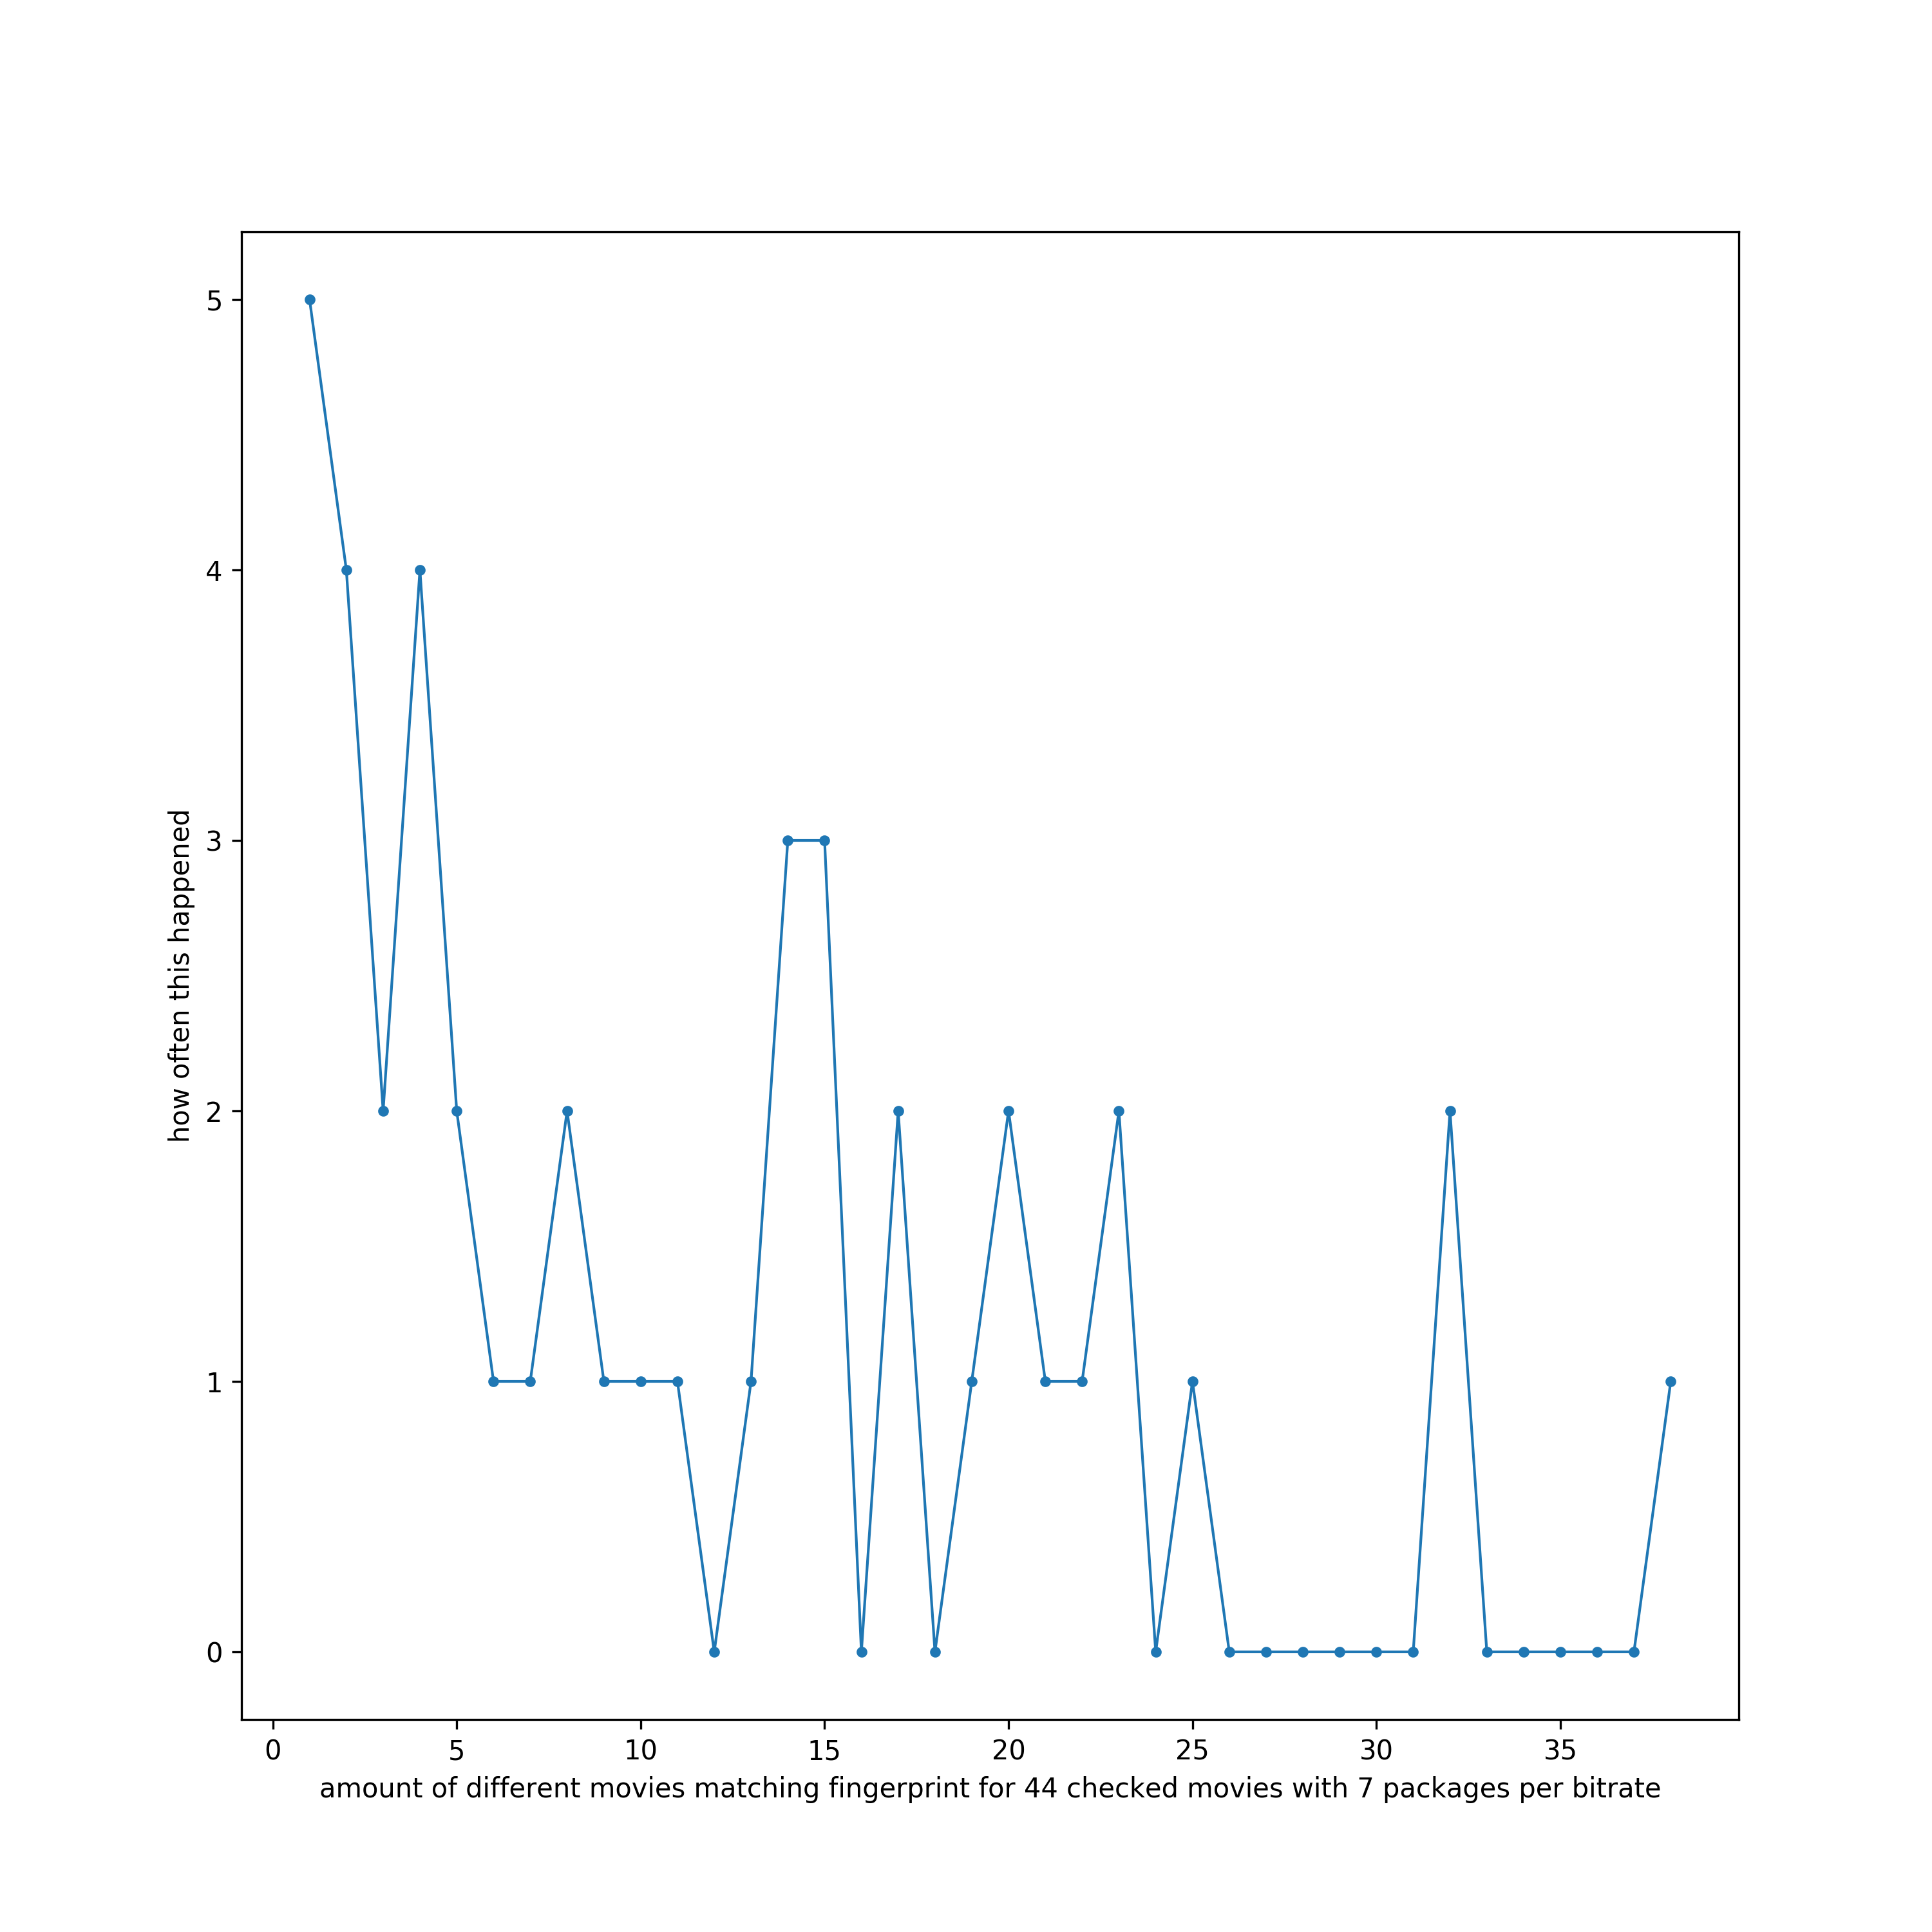 5
4
3
2
1
0
how often this happened
0 5 10 15 20 25 30 35
amount of different movies matching fingerprint for 44 checked movies with 7 packages per bitrate